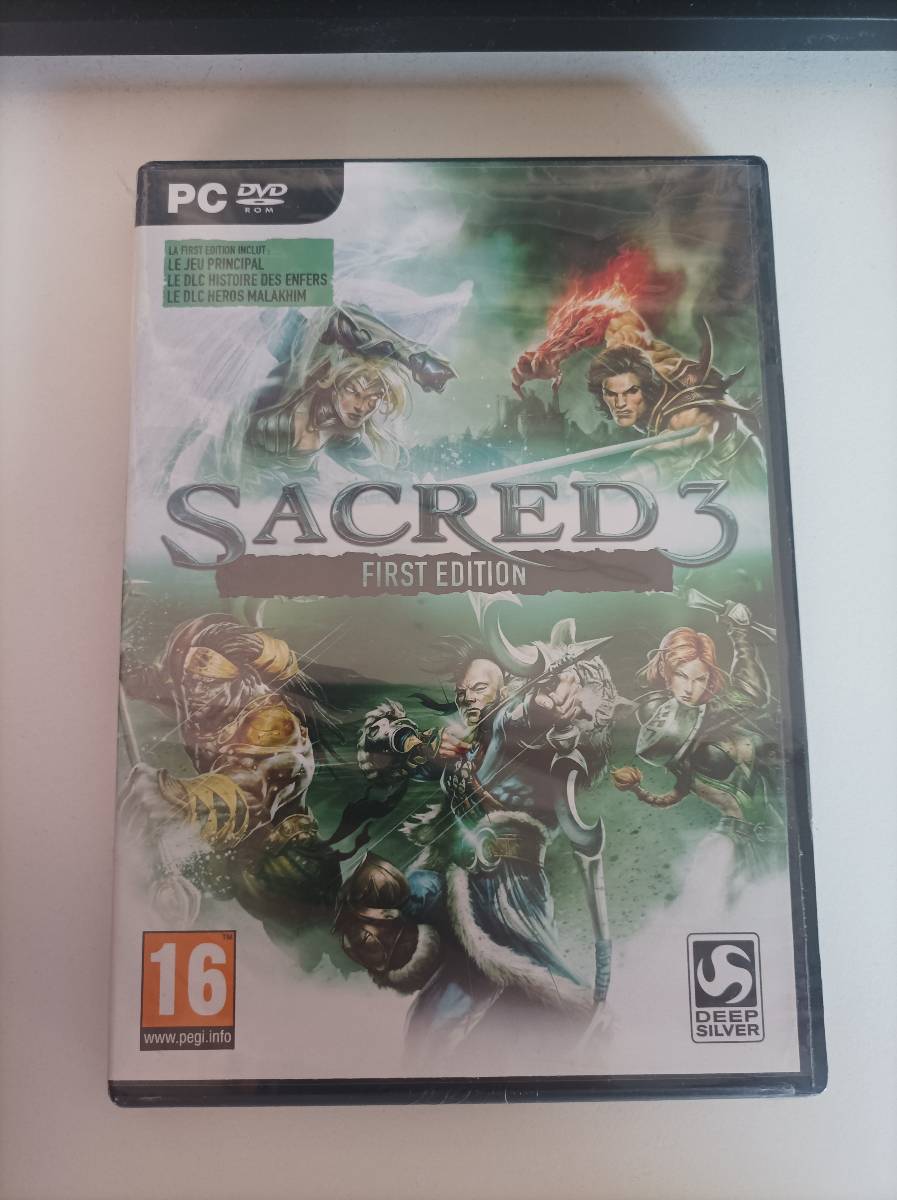 PC DVD
ROM
LA FIRST EDITION INCLUT :
LE JEU PRINCIPAL
LE DLC HISTOIRE DES ENFERS
LE DLC HEROS MALAKHIM
SACRED 3
FIRST EDITION
16™
www.pegi.info
DEEP
SILVER